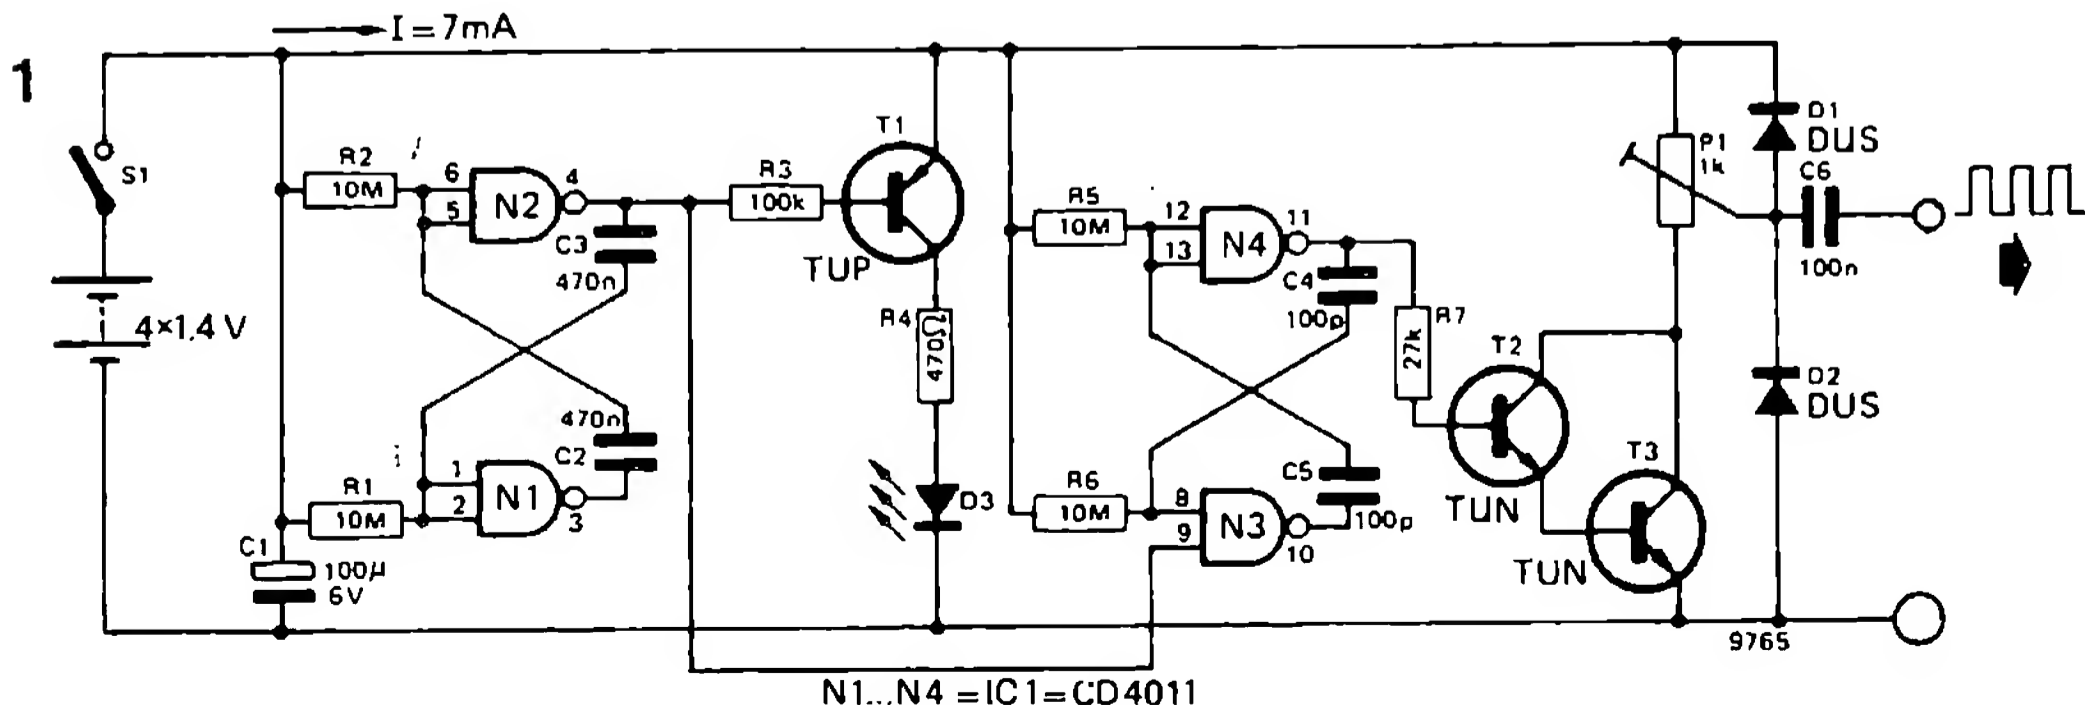 1
I = 7mA
S1
4×1,4 V
R2
10M
6
5
N2
4
C3
470n
R1
10M
1
2
N1
3
470n
C2
C1
100µ
6V
R3
100k
T1
TUP
R4
470Ω
D3
R5
10M
12
13
N4
11
C4
100p
R6
10M
8
9
N3
10
C5
100p
R7
27k
T2
TUN
T3
TUN
P1
1k
D1
DUS
C6
100n
D2
DUS
9765
N1...N4 = IC1 = CD4011